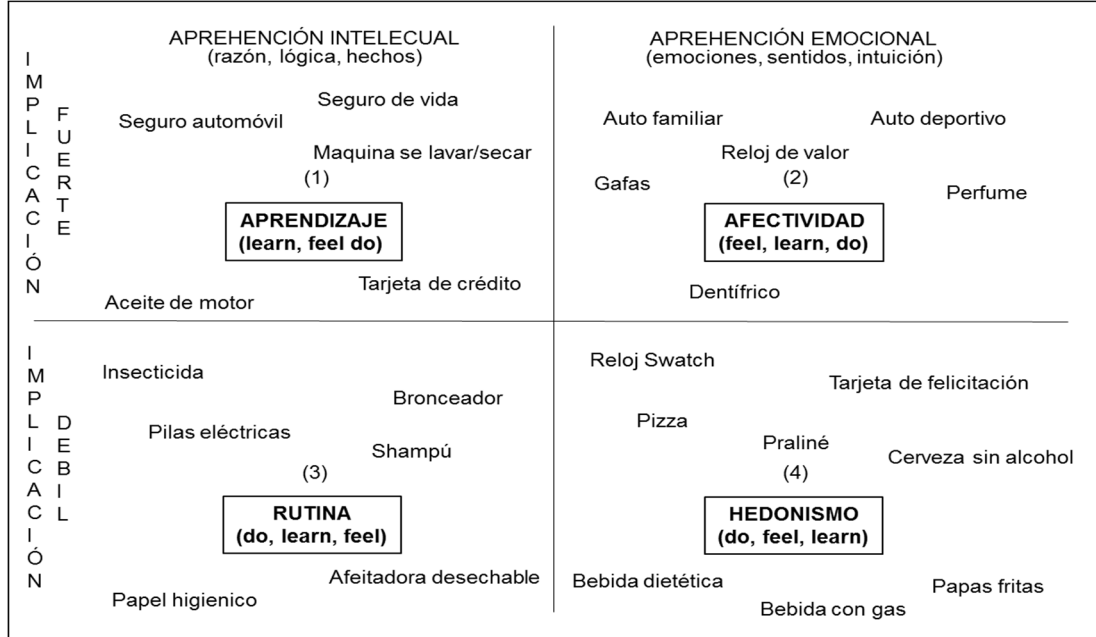 IMPLICACIÓN
FUERTE
APREHENCIÓN INTELECUAL
(razón, lógica, hechos)
Seguro de vida
Seguro automóvil
Maquina se lavar/secar
(1)
APRENDIZAJE
(learn, feel do)
Tarjeta de crédito
Aceite de motor
APREHENCIÓN EMOCIONAL
(emociones, sentidos, intuición)
Auto familiar
Auto deportivo
Reloj de valor
Gafas
(2)
Perfume
AFECTIVIDAD
(feel, learn, do)
Dentífrico
IMPLICACIÓN
DEBIL
Insecticida
Bronceador
Pilas eléctricas
Shampú
(3)
RUTINA
(do, learn, feel)
Afeitadora desechable
Papel higienico
Reloj Swatch
Tarjeta de felicitación
Pizza
Praliné
Cerveza sin alcohol
(4)
HEDONISMO
(do, feel, learn)
Bebida dietética
Papas fritas
Bebida con gas